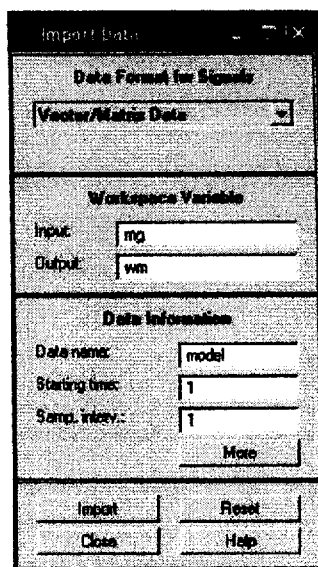 Import Data
Data Format for Signals
Vector/Matrix Data
Workspace Variable
Input: mg
Output: wm
Data Information
Data name: model
Starting time: 1
Samp. interv.: 1
More
Import Reset
Close Help